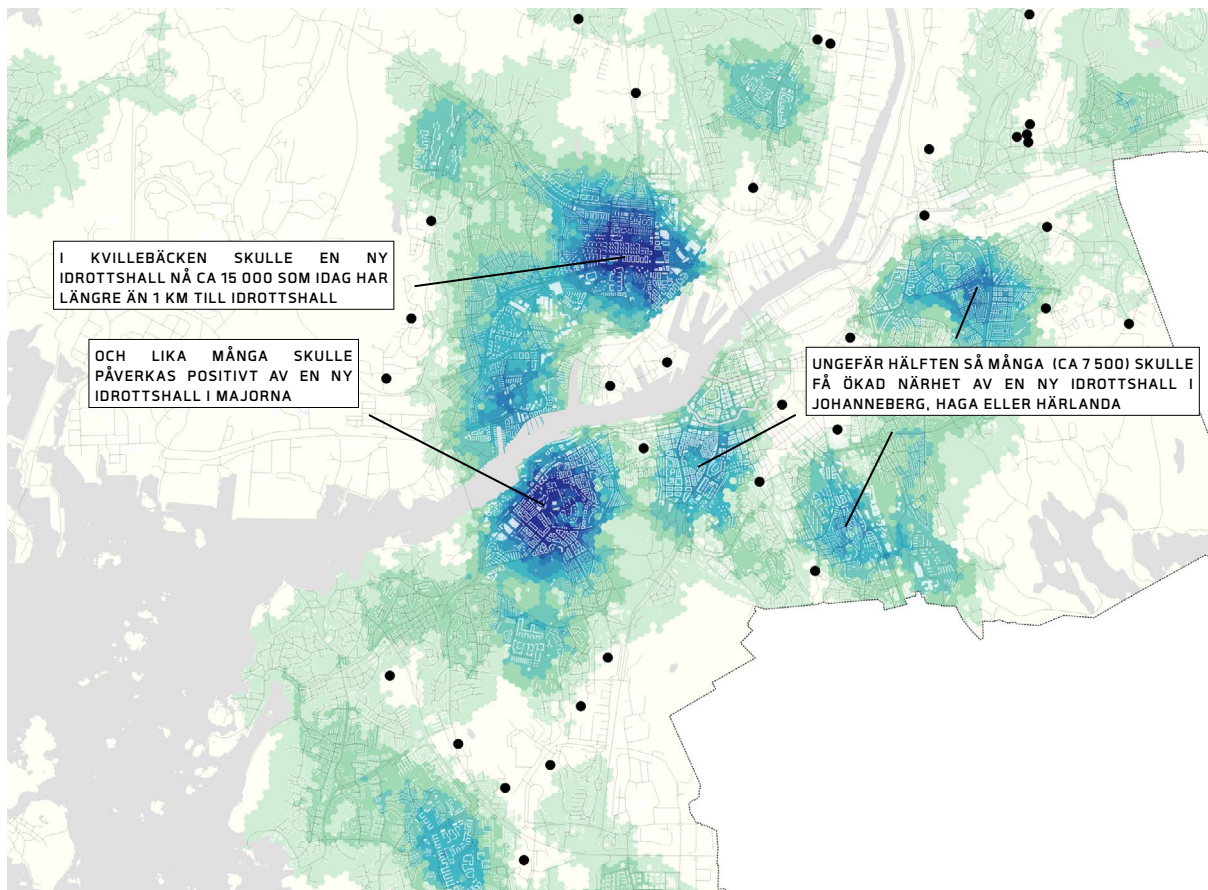 I KVILLEBÄCKEN SKULLE EN NY
IDROTTSHALL NÅ CA 15 000 SOM IDAG HAR
LÄNGRE ÄN 1 KM TILL IDROTTSHALL
OCH LIKA MÅNGA SKULLE
PÅVERKAS POSITIVT AV EN NY
IDROTTSHALL I MAJORNA
UNGEFÄR HÄLFTEN SÅ MÅNGA (CA 7 500) SKULLE
FÅ ÖKAD NÄRHET AV EN NY IDROTTSHALL I
JOHANNEBERG, HAGA ELLER HÄRLANDA